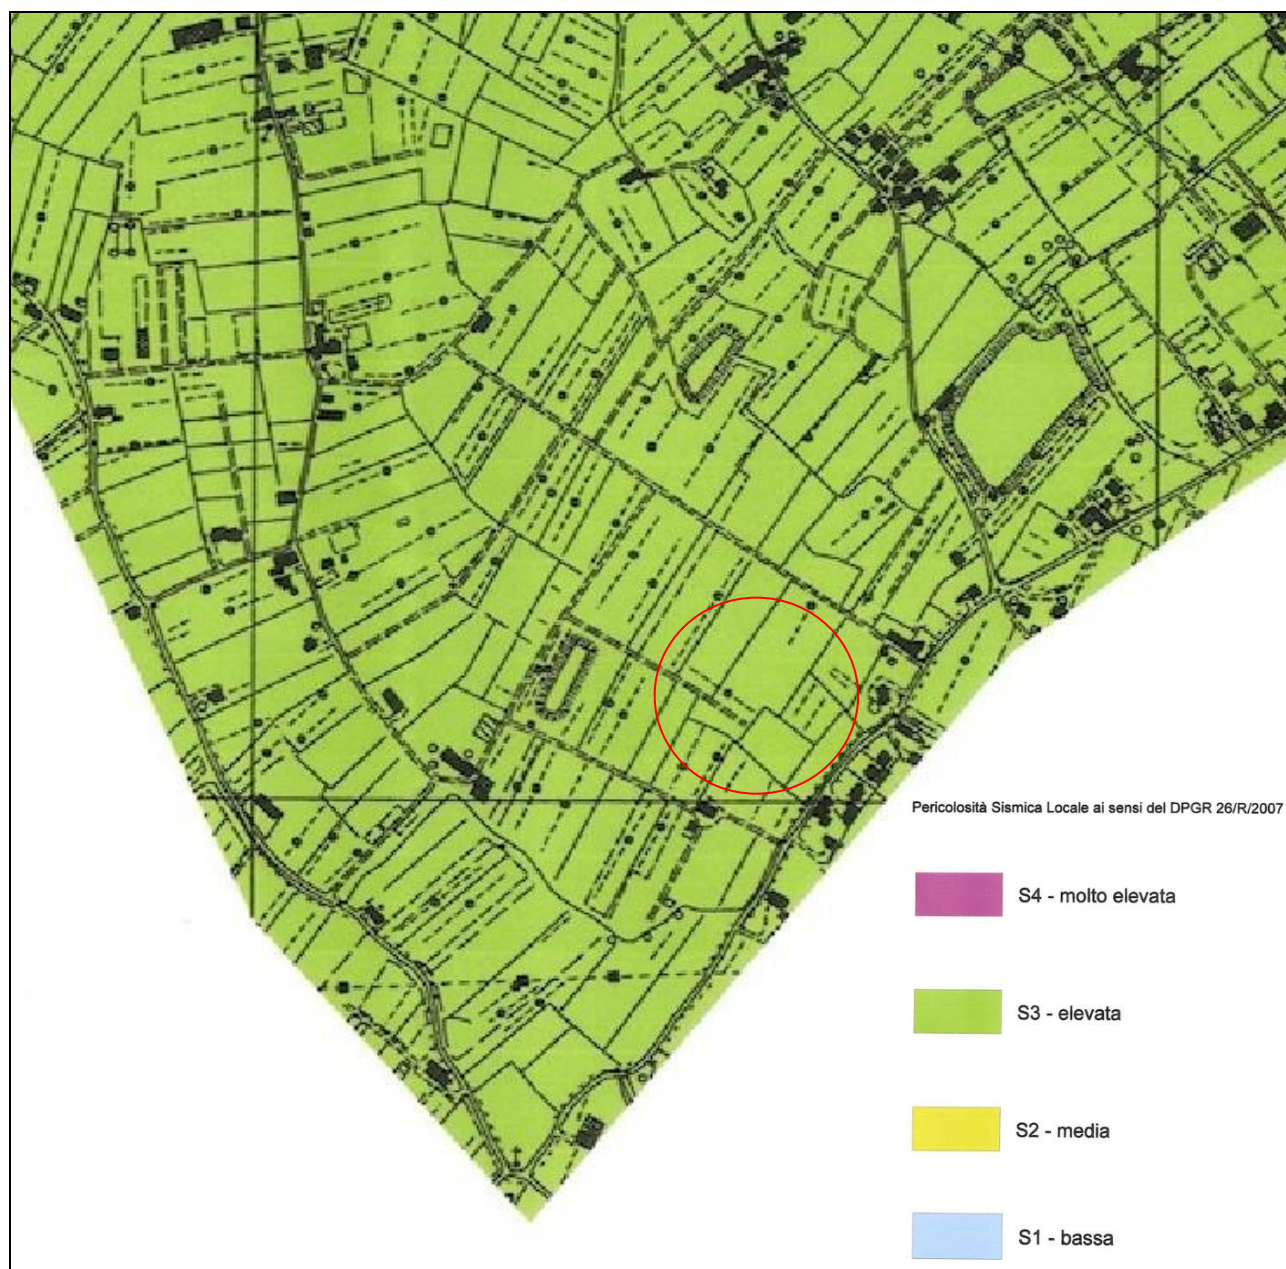 Pericolosità Sismica Locale ai sensi del DPGR 26/R/2007
S4 - molto elevata
S3 - elevata
S2 - media
S1 - bassa